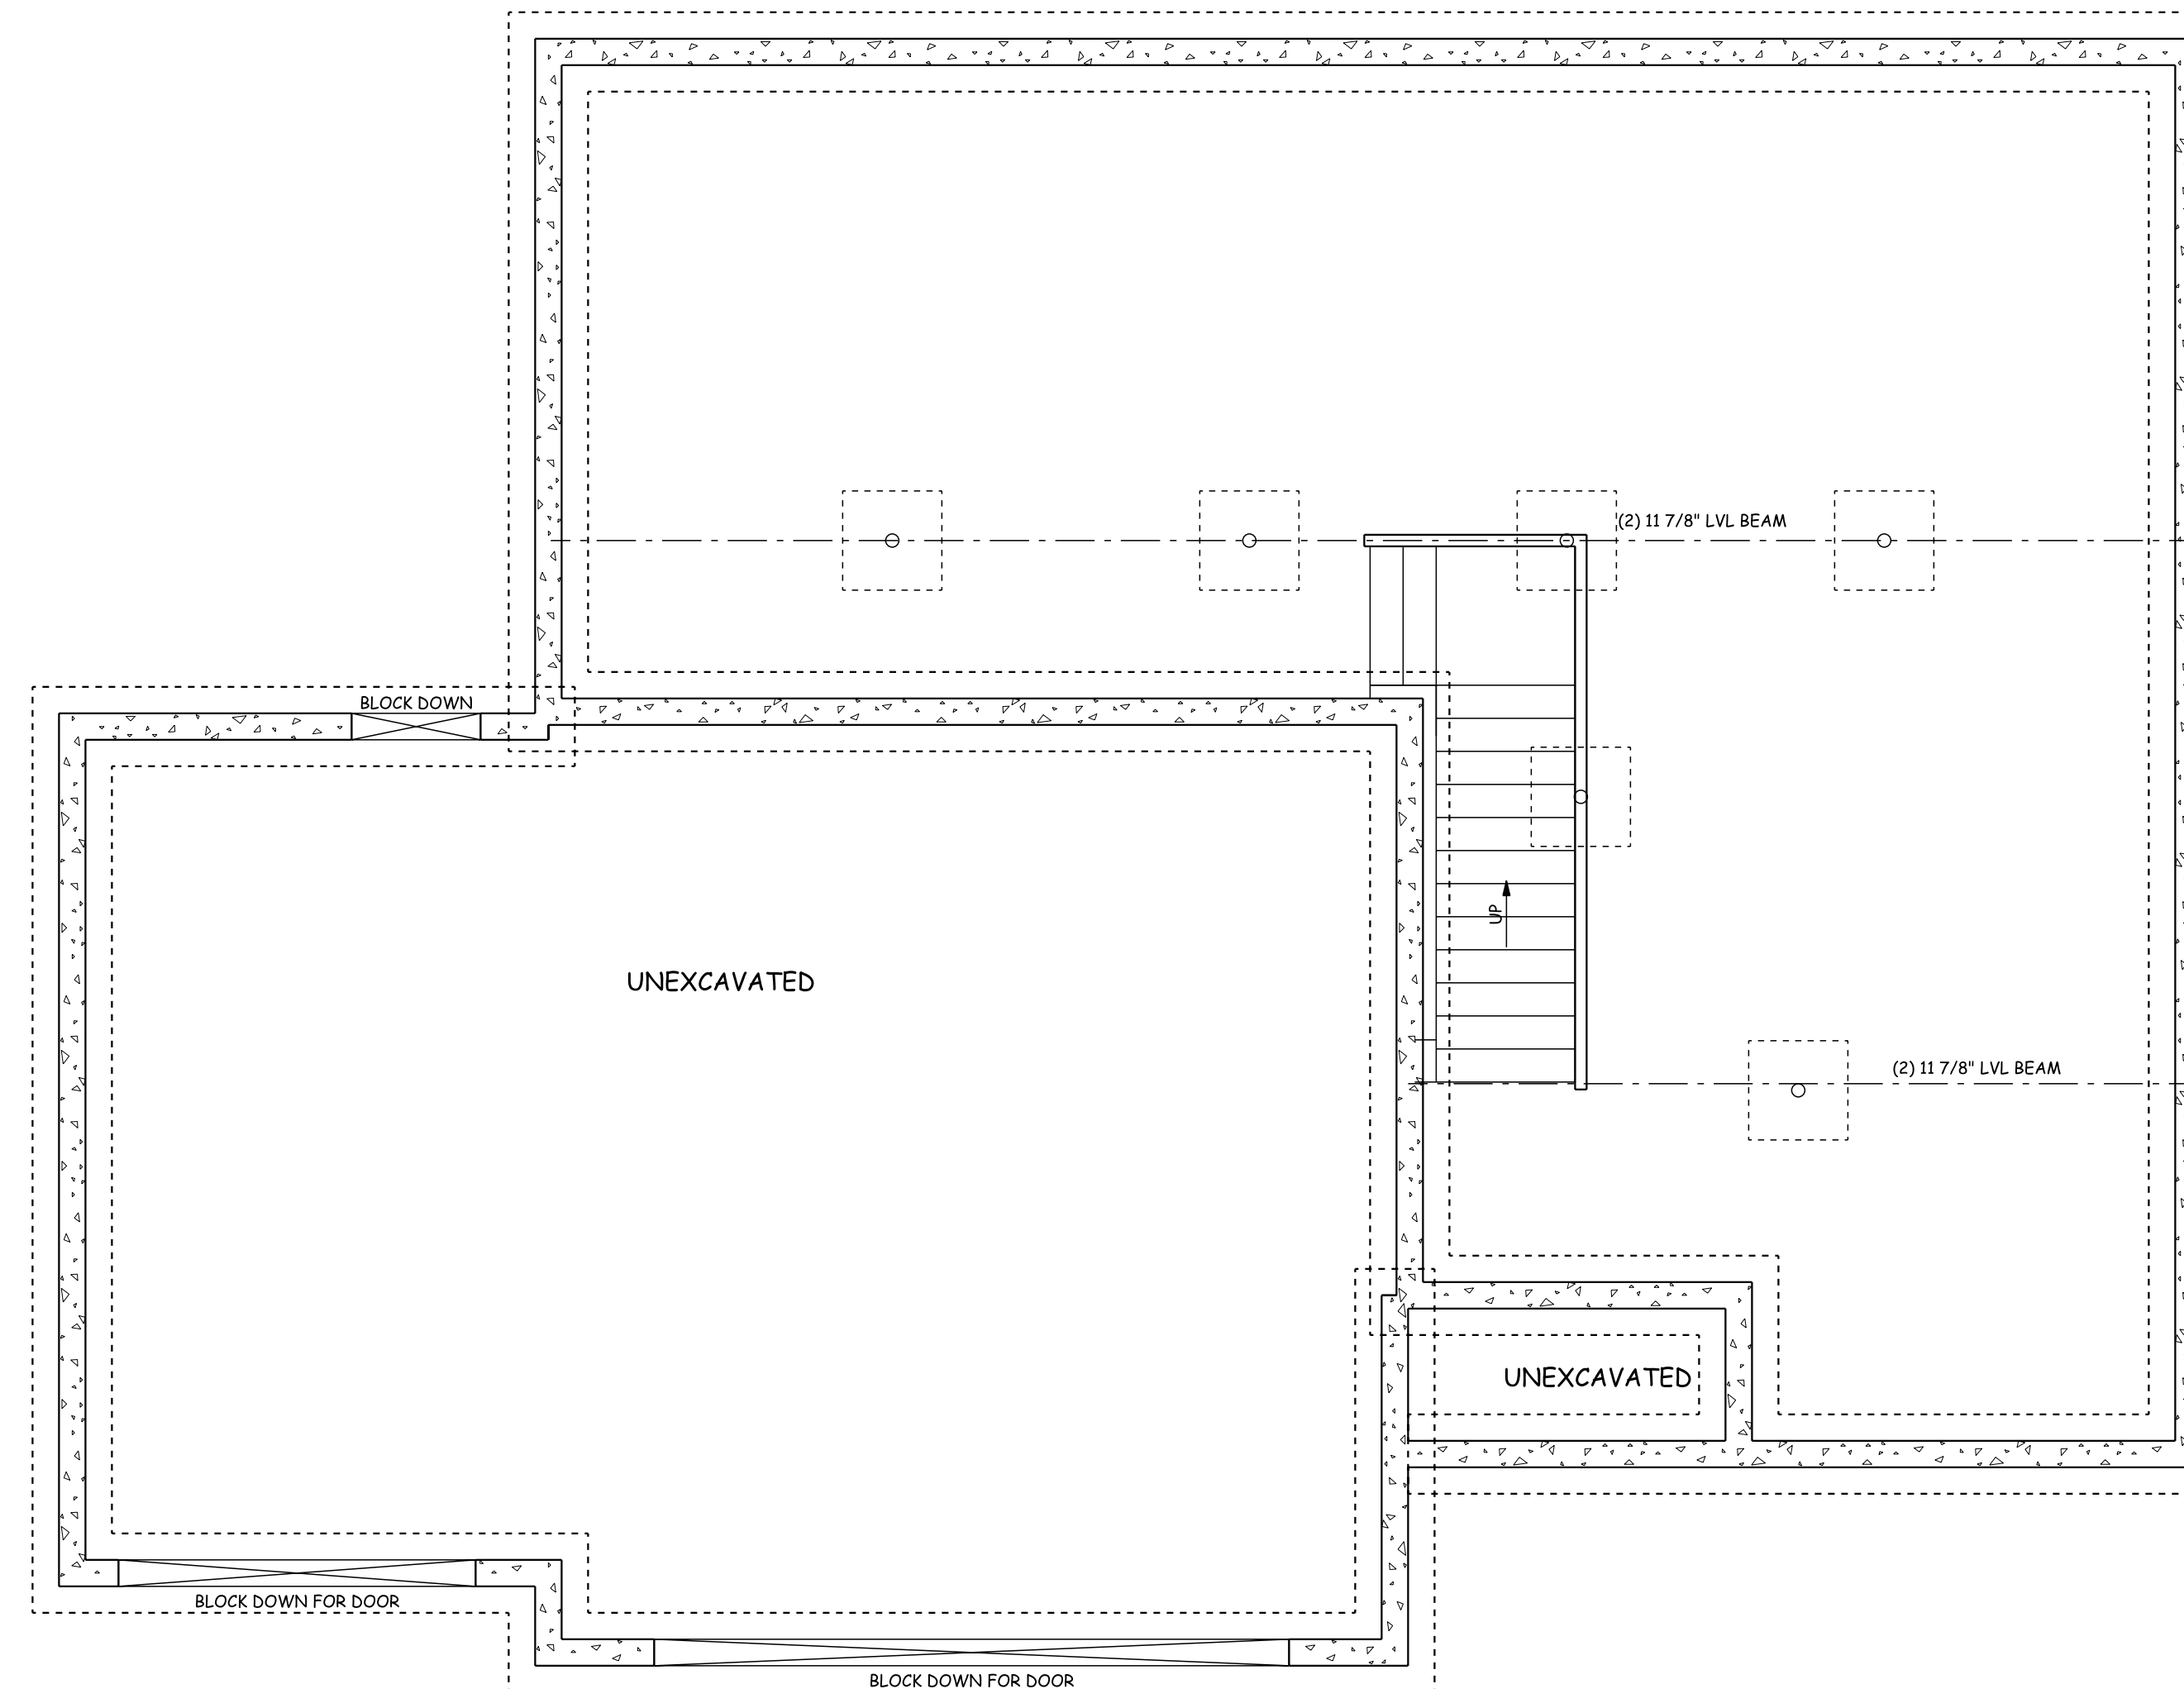 (2) 11 7/8" LVL BEAM
BLOCK DOWN
UP
UNEXCAVATED
(2) 11 7/8" LVL BEAM
UNEXCAVATED
BLOCK DOWN FOR DOOR
BLOCK DOWN FOR DOOR